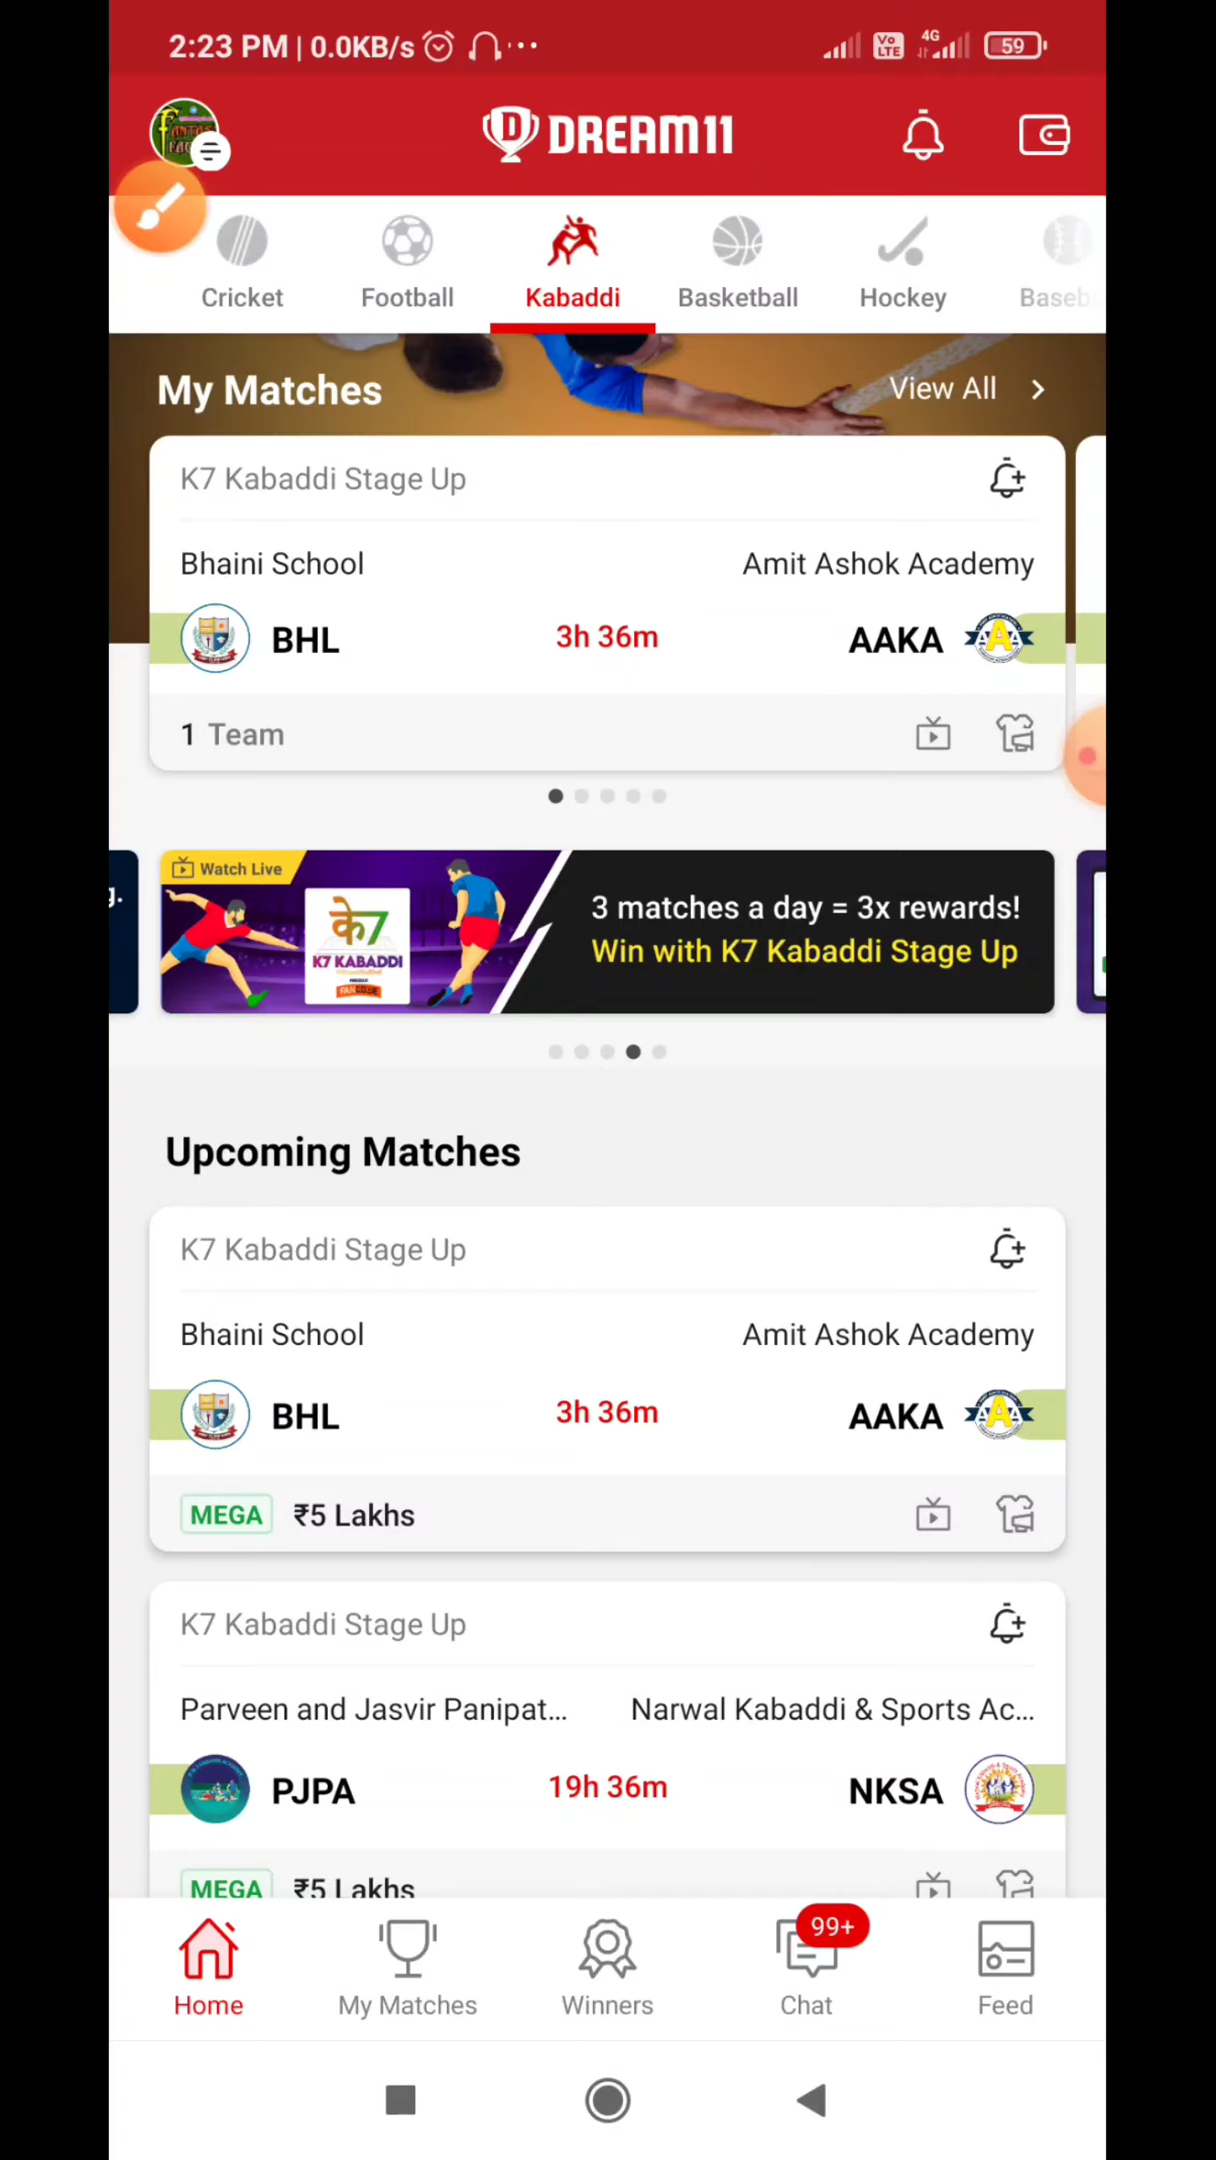 2:23 PM | 0.0KB/s
Vo LTE 4G 59
DREAM11
Cricket Football Kabaddi Basketball Hockey Baseb
My Matches View All
K7 Kabaddi Stage Up
Bhaini School Amit Ashok Academy
BHL 3h 36m AAKA
1 Team
Watch Live
के7
K7 KABADDI
3 matches a day = 3x rewards!
Win with K7 Kabaddi Stage Up
Upcoming Matches
K7 Kabaddi Stage Up
Bhaini School Amit Ashok Academy
BHL 3h 36m AAKA
MEGA ₹5 Lakhs
K7 Kabaddi Stage Up
Parveen and Jasvir Panipat... Narwal Kabaddi & Sports Ac...
PJPA 19h 36m NKSA
MEGA ₹5 Lakhs
99+
Home My Matches Winners Chat Feed